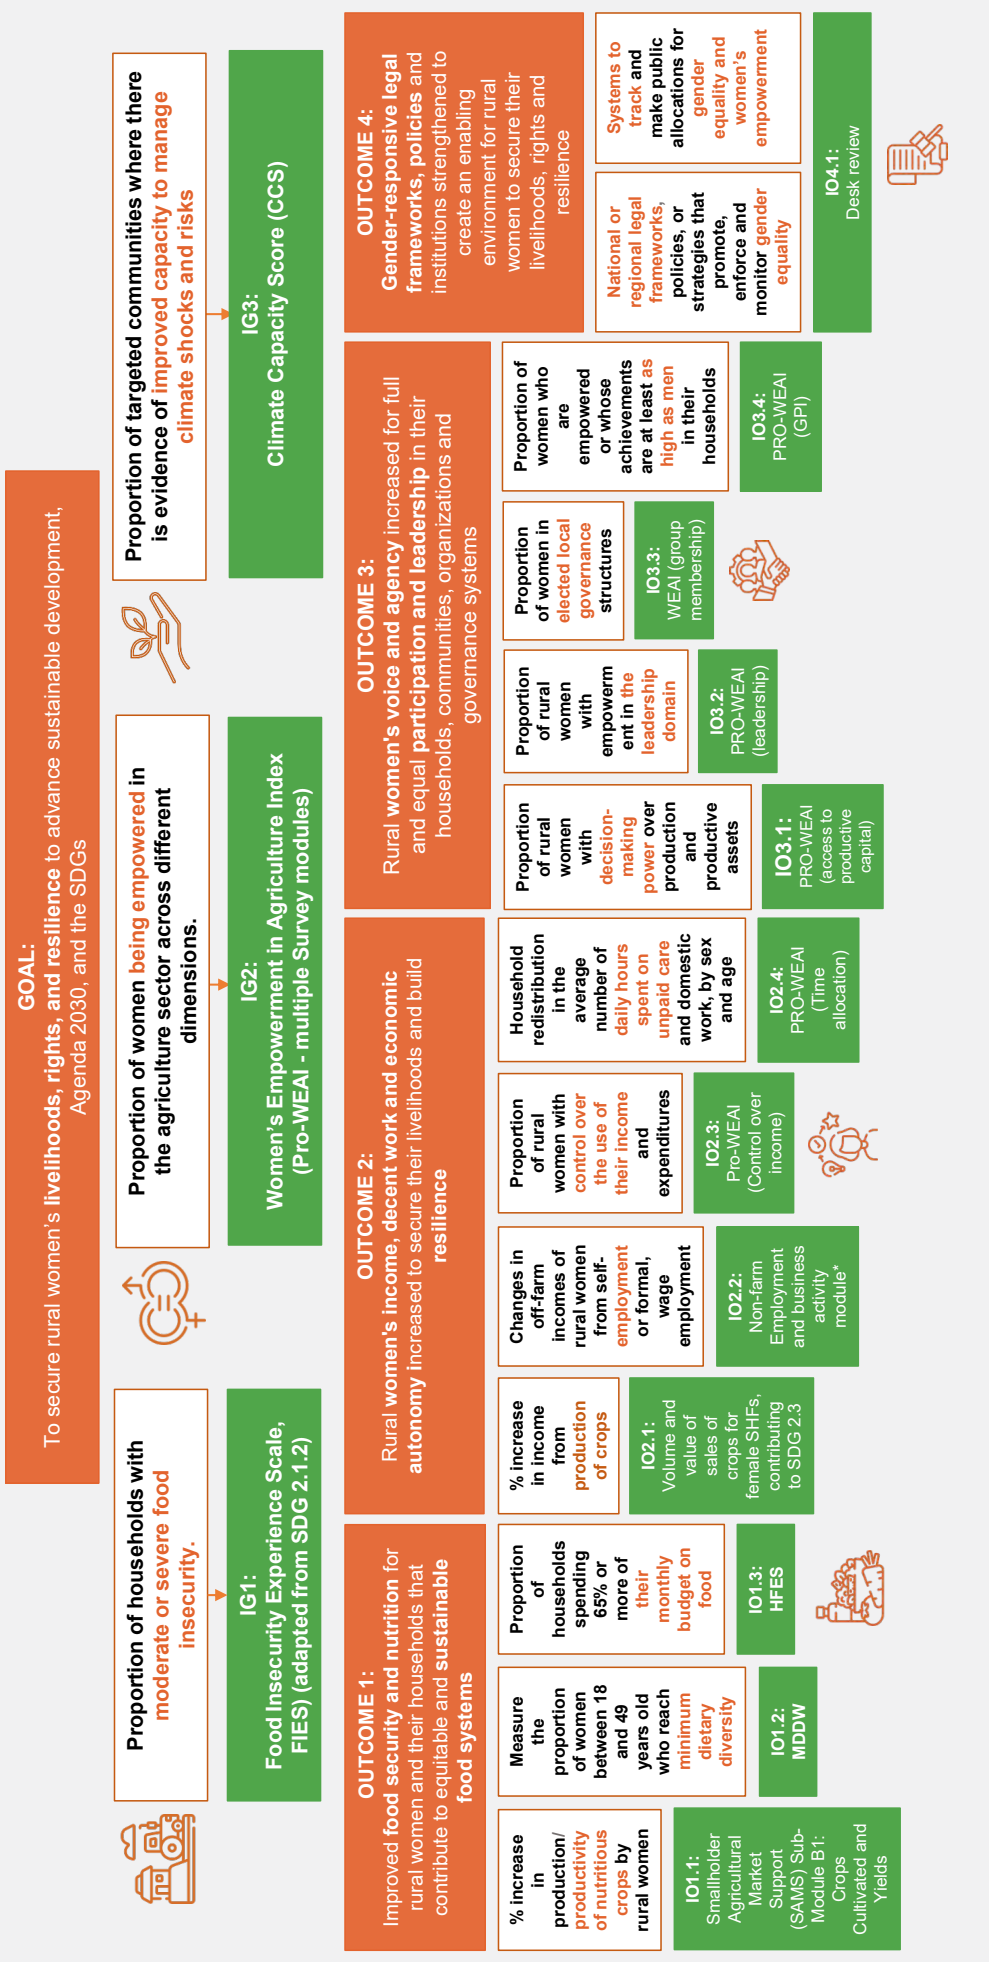 GOAL:
To secure rural women's livelihoods, rights, and resilience to advance sustainable development,
Agenda 2030, and the SDGs
Proportion of households with
moderate or severe food
insecurity.
IG1:
Food Insecurity Experience Scale,
FIES) (adapted from SDG 2.1.2)
Proportion of women being empowered in
the agriculture sector across different
dimensions.
IG2:
Women's Empowerment in Agriculture Index
(Pro-WEAI - multiple Survey modules)
Proportion of targeted communities where there
is evidence of improved capacity to manage
climate shocks and risks
IG3:
Climate Capacity Score (CCS)
OUTCOME 1:
Improved food security and nutrition for
rural women and their households that
contribute to equitable and sustainable
food systems
% increase
in
production/
productivity
of nutritious
crops by
rural women
IO1.1:
Smallholder
Agricultural
Market
Support
(SAMS) Sub-
Module B1:
Crops
Cultivated and
Yields
Measure
the
proportion
of women
between 18
and 49
years old
who reach
minimum
dietary
diversity
IO1.2:
MDDW
Proportion
of
households
spending
65% or
more of
their
monthly
budget on
food
IO1.3:
HFES
OUTCOME 2:
Rural women's income, decent work and economic
autonomy increased to secure their livelihoods and build
resilience
% increase
in income
from
production
of crops
IO2.1:
Volume and
value of
sales of
crops for
female SHFs,
contributing
to SDG 2.3
Changes in
off-farm
incomes of
rural women
from self-
employment
or formal,
wage
employment
IO2.2:
Non-farm
Employment
and business
activity
module*
Proportion
of rural
women with
control over
the use of
their income
and
expenditures
IO2.3:
Pro-WEAI
(Control over
income)
Household
redistribution
in the
average
number of
daily hours
spent on
unpaid care
and domestic
work, by sex
and age
IO2.4:
PRO-WEAI
(Time
allocation)
OUTCOME 3:
Rural women's voice and agency increased for full
and equal participation and leadership in their
households, communities, organizations and
governance systems
Proportion
of rural
women
with
decision-
making
power over
production
and
productive
assets
IO3.1:
PRO-WEAI
(access to
productive
capital)
Proportion
of rural
women
with
empowerm
ent in the
leadership
domain
IO3.2:
PRO-WEAI
(leadership)
Proportion
of women in
elected local
governance
structures
IO3.3:
WEAI (group
membership)
Proportion of
women who
are
empowered
or whose
achievements
are at least as
high as men
in their
households
IO3.4:
PRO-WEAI
(GPI)
OUTCOME 4:
Gender-responsive legal
frameworks, policies and
institutions strengthened to
create an enabling
environment for rural
women to secure their
livelihoods, rights and
resilience
National or
regional legal
frameworks,
policies, or
strategies that
promote,
enforce and
monitor gender
equality
Systems to
track and
make public
allocations for
gender
equality and
women's
empowerment
IO4.1:
Desk review